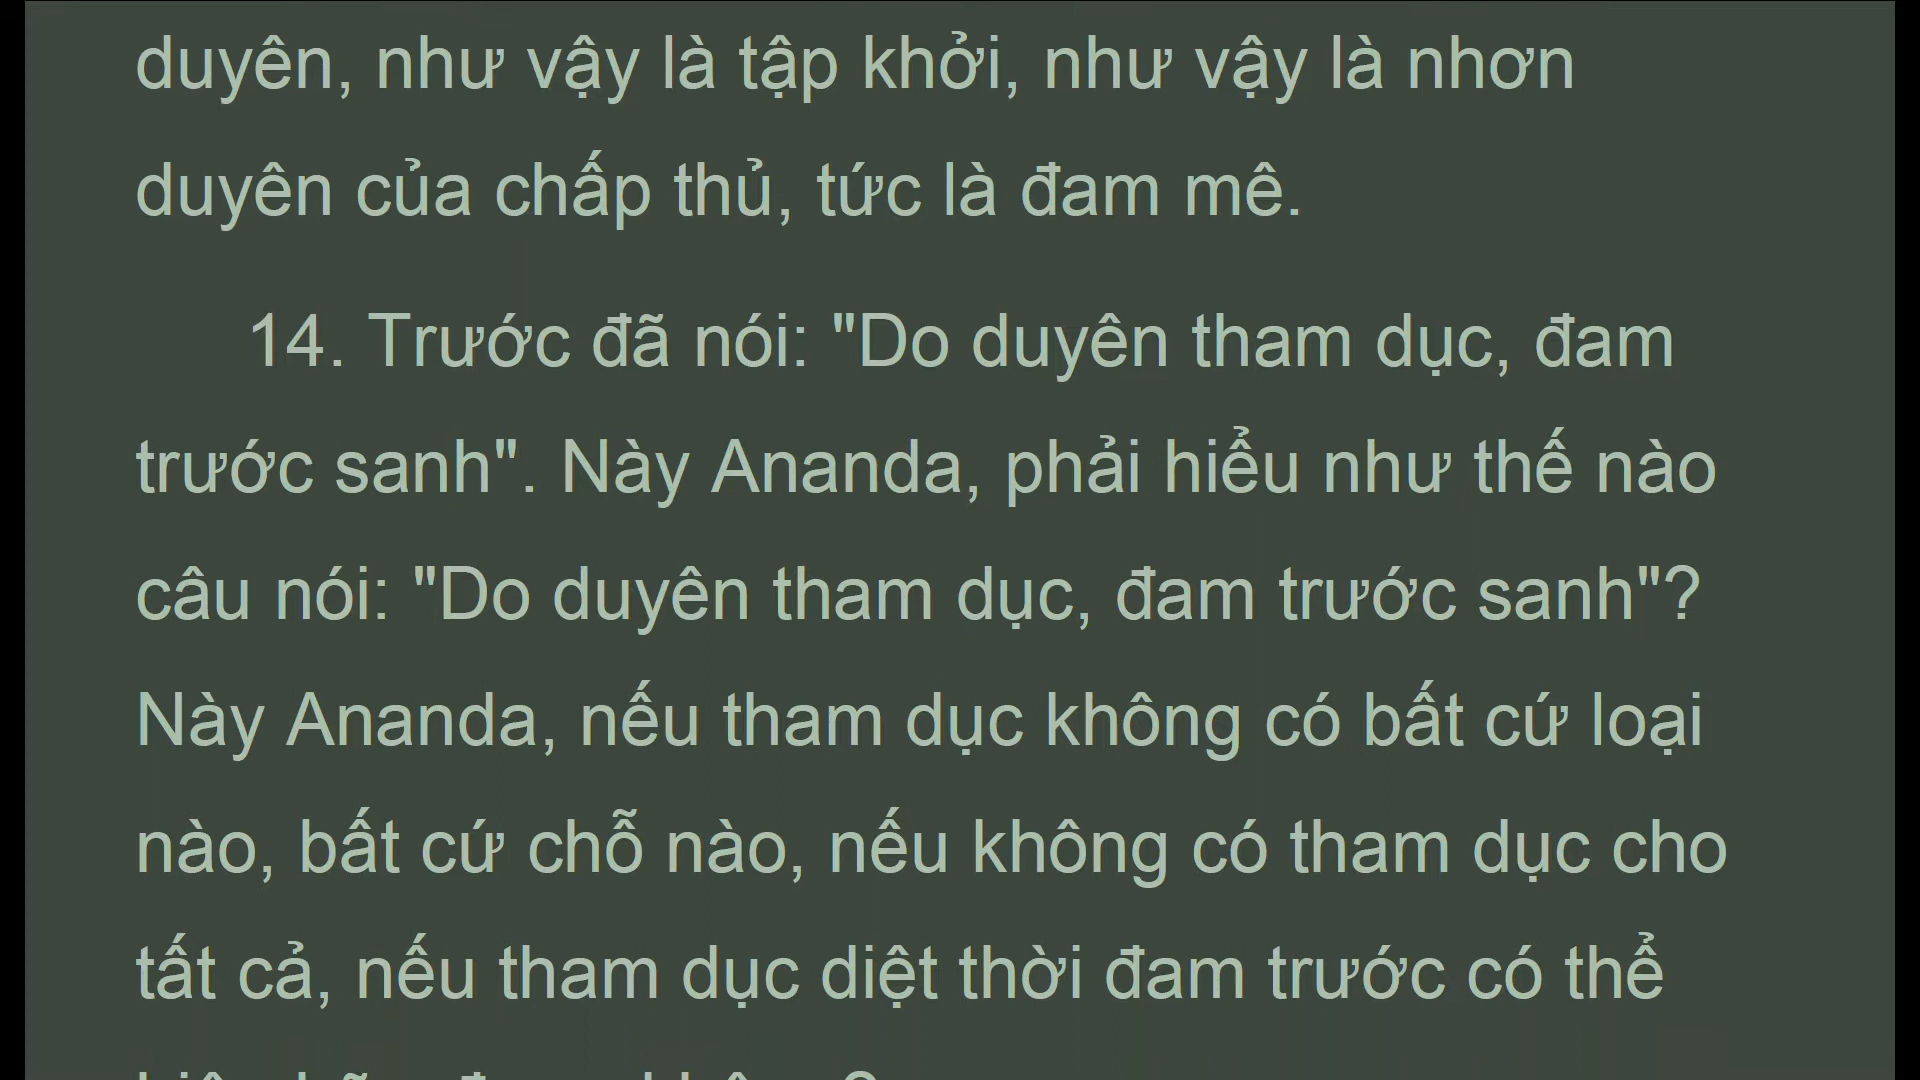 duyên, như vậy là tập khởi, như vậy là nhơn
duyên của chấp thủ, tức là đam mê.
14. Trước đã nói: "Do duyên tham dục, đam
trước sanh". Này Ananda, phải hiểu như thế nào
câu nói: "Do duyên tham dục, đam trước sanh"?
Này Ananda, nếu tham dục không có bất cứ loại
nào, bất cứ chỗ nào, nếu không có tham dục cho
tất cả, nếu tham dục diệt thời đam trước có thể